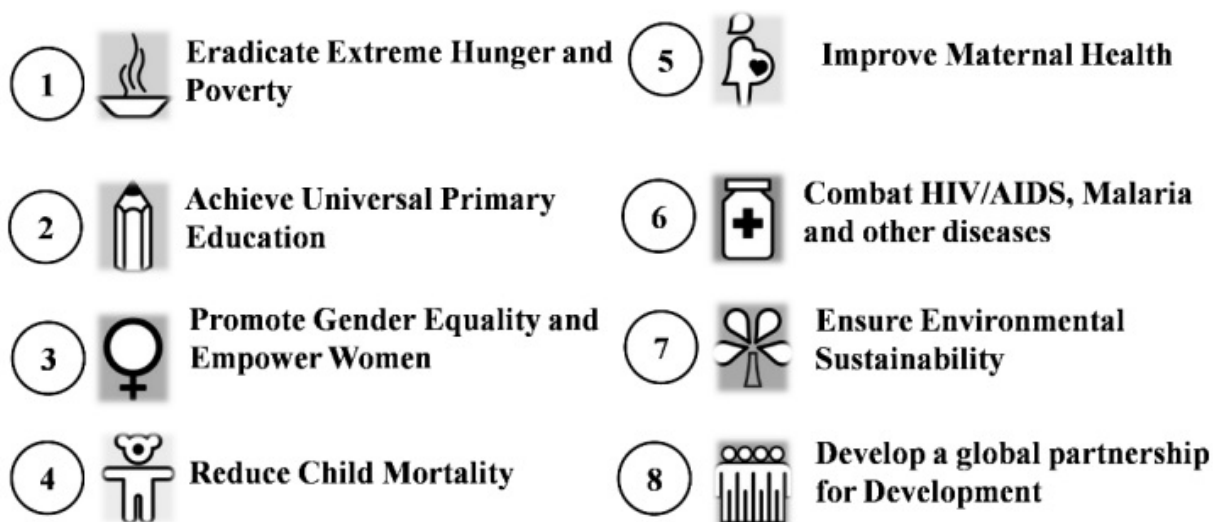 1
Eradicate Extreme Hunger and
Poverty
2
Achieve Universal Primary
Education
3
Promote Gender Equality and
Empower Women
4
Reduce Child Mortality
5
Improve Maternal Health
6
Combat HIV/AIDS, Malaria
and other diseases
7
Ensure Environmental
Sustainability
8
Develop a global partnership
for Development